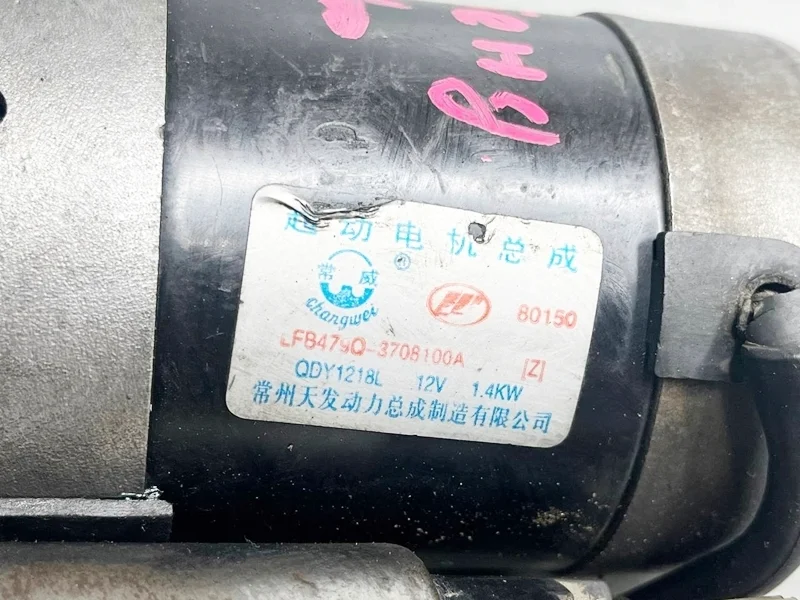 BH
起动电机总成
常威
changwei
80150
LFB479Q-3708100A [Z]
QDY1218L 12V 1.4KW
常州天发动力总成制造有限公司